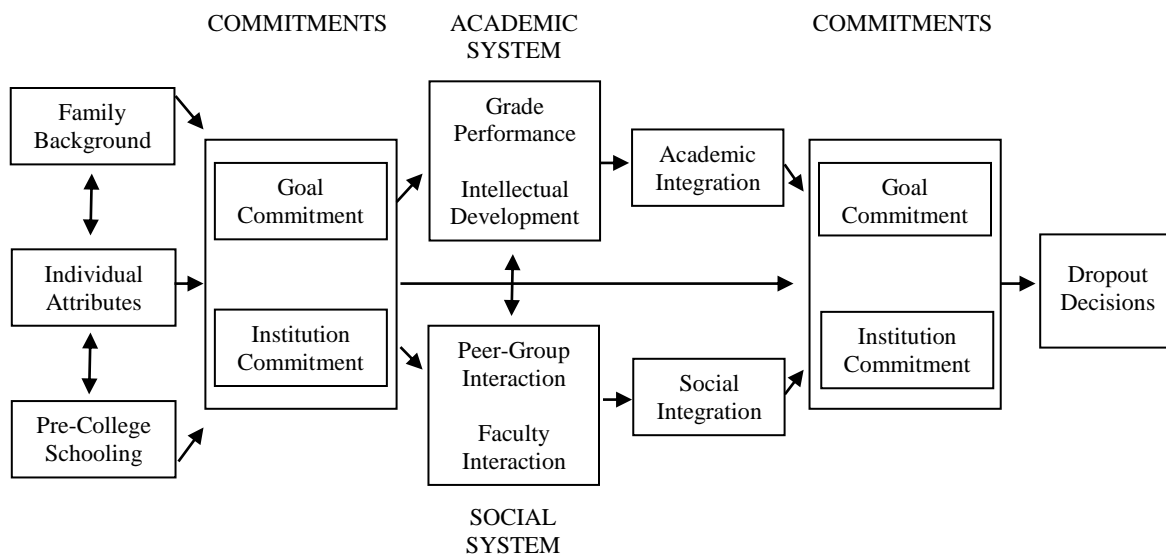 COMMITMENTS
ACADEMIC
SYSTEM
COMMITMENTS
Family
Background
Individual
Attributes
Pre-College
Schooling
Goal
Commitment
Institution
Commitment
Grade
Performance
Intellectual
Development
Peer-Group
Interaction
Faculty
Interaction
SOCIAL
SYSTEM
Academic
Integration
Social
Integration
Goal
Commitment
Institution
Commitment
Dropout
Decisions